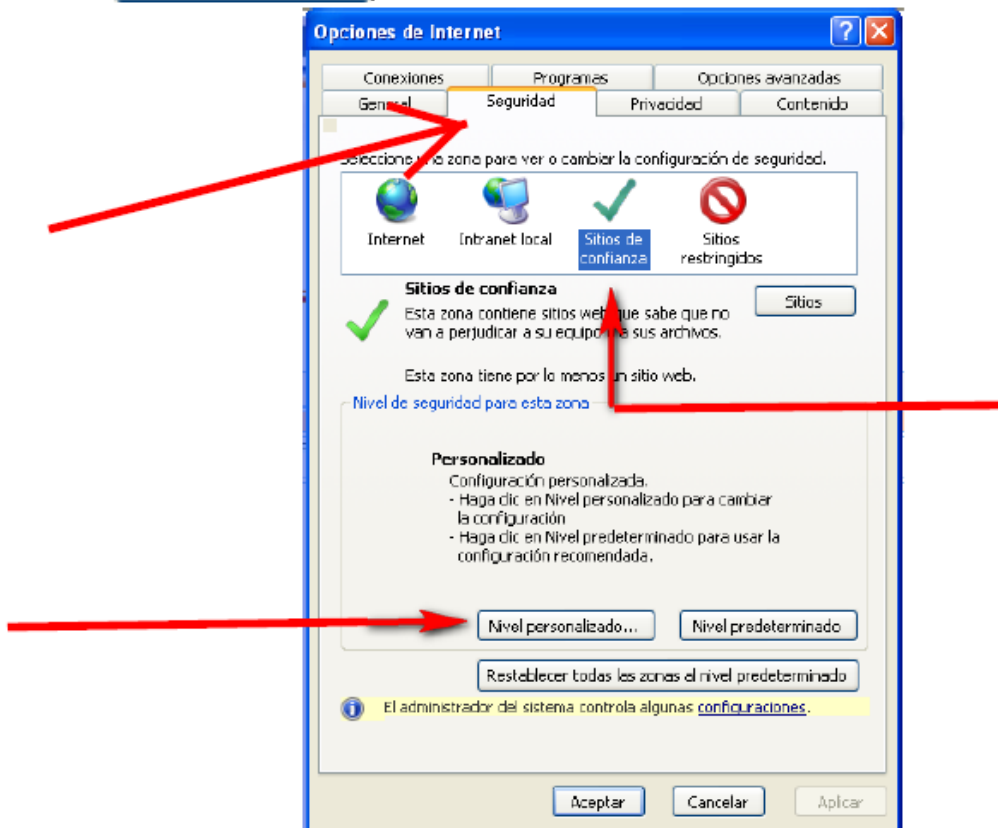 Opciones de Internet
Conexiones Programas Opciones avanzadas
General Seguridad Privacidad Contenido
Seleccione una zona para ver o cambiar la configuración de seguridad.
Internet Intranet local Sitios de confianza Sitios restringidos
Sitios de confianza
Sitios
Esta zona contiene sitios web que sabe que no
van a perjudicar a su equipo ni a sus archivos.
Esta zona tiene por lo menos un sitio web.
Nivel de seguridad para esta zona
Personalizado
Configuración personalizada.
- Haga clic en Nivel personalizado para cambiar
la configuración
- Haga clic en Nivel predeterminado para usar la
configuración recomendada.
Nivel personalizado... Nivel predeterminado
Restablecer todas las zonas al nivel predeterminado
El administrador del sistema controla algunas configuraciones.
Aceptar Cancelar Aplicar